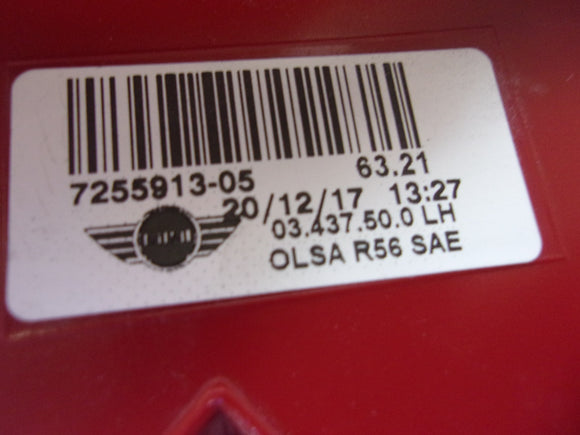 7255913-05 63.21
20/12/17 13:27
03.437.50.0 LH
OLSA R56 SAE